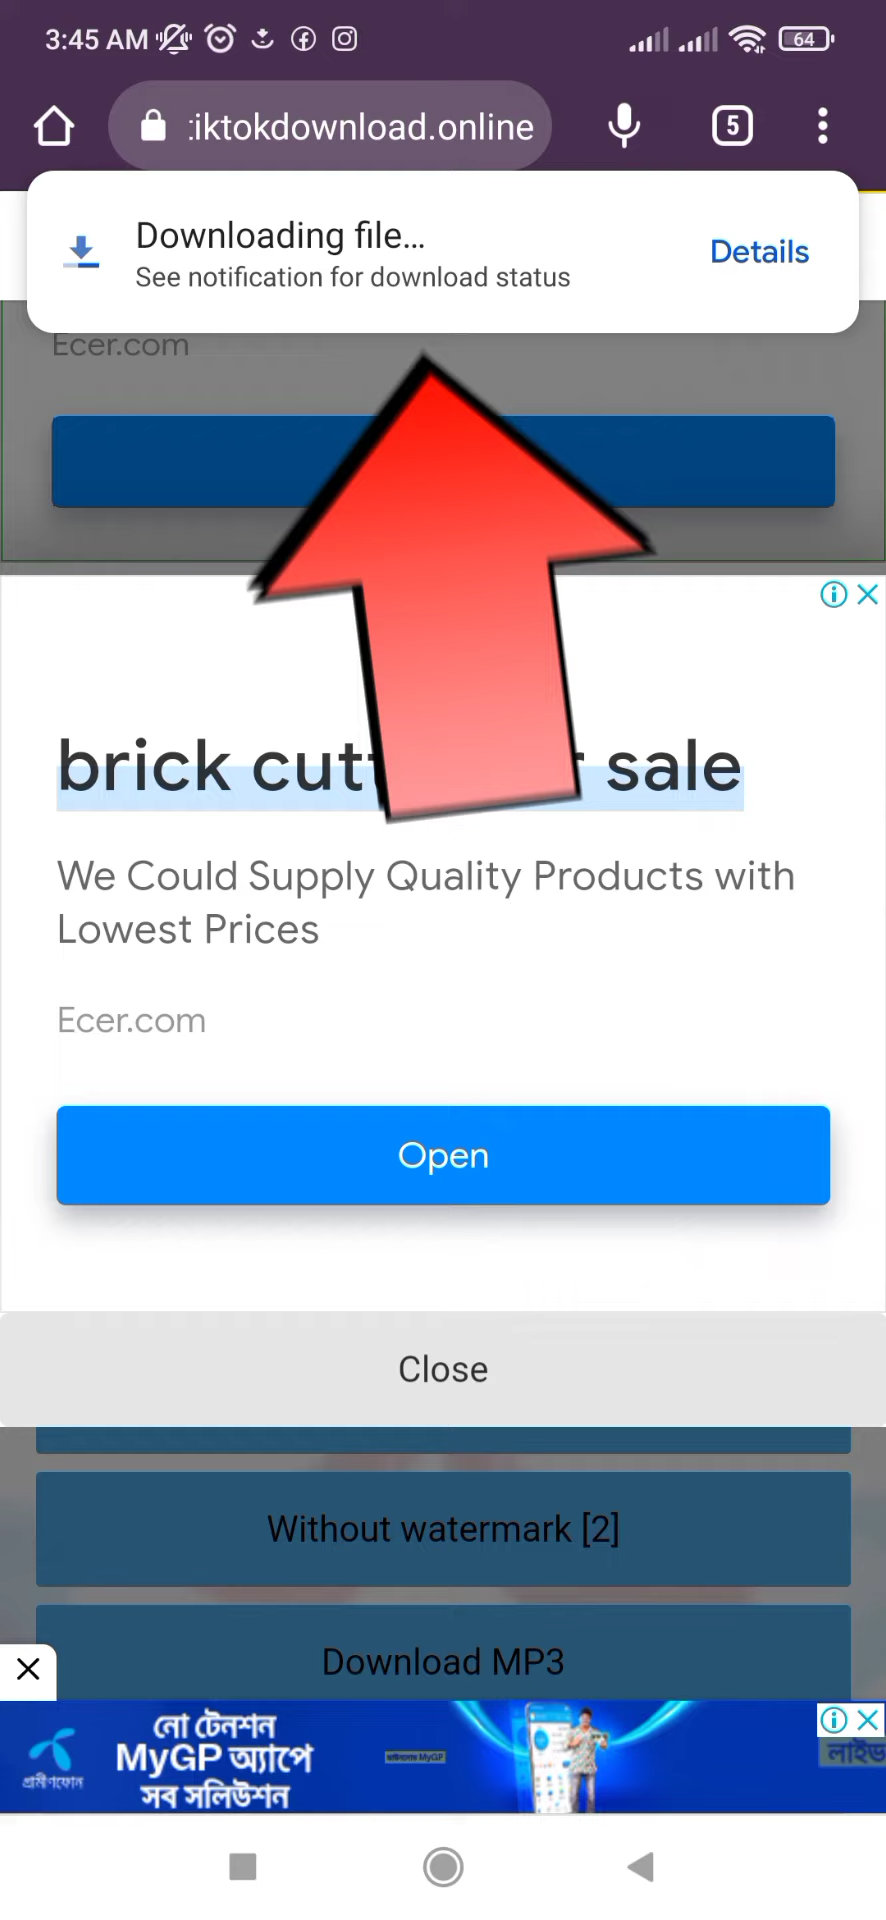 3:45 AM
64
:iktokdownload.online
5
Downloading file...
See notification for download status
Details
Ecer.com
brick sale
We Could Supply Quality Products with
Lowest Prices
Ecer.com
Open
Close
Without watermark [2]
Download MP3
নো টেনশন
MyGP অ্যাপে
সব সলিউশন
গ্রামীণফোন
লাইভ